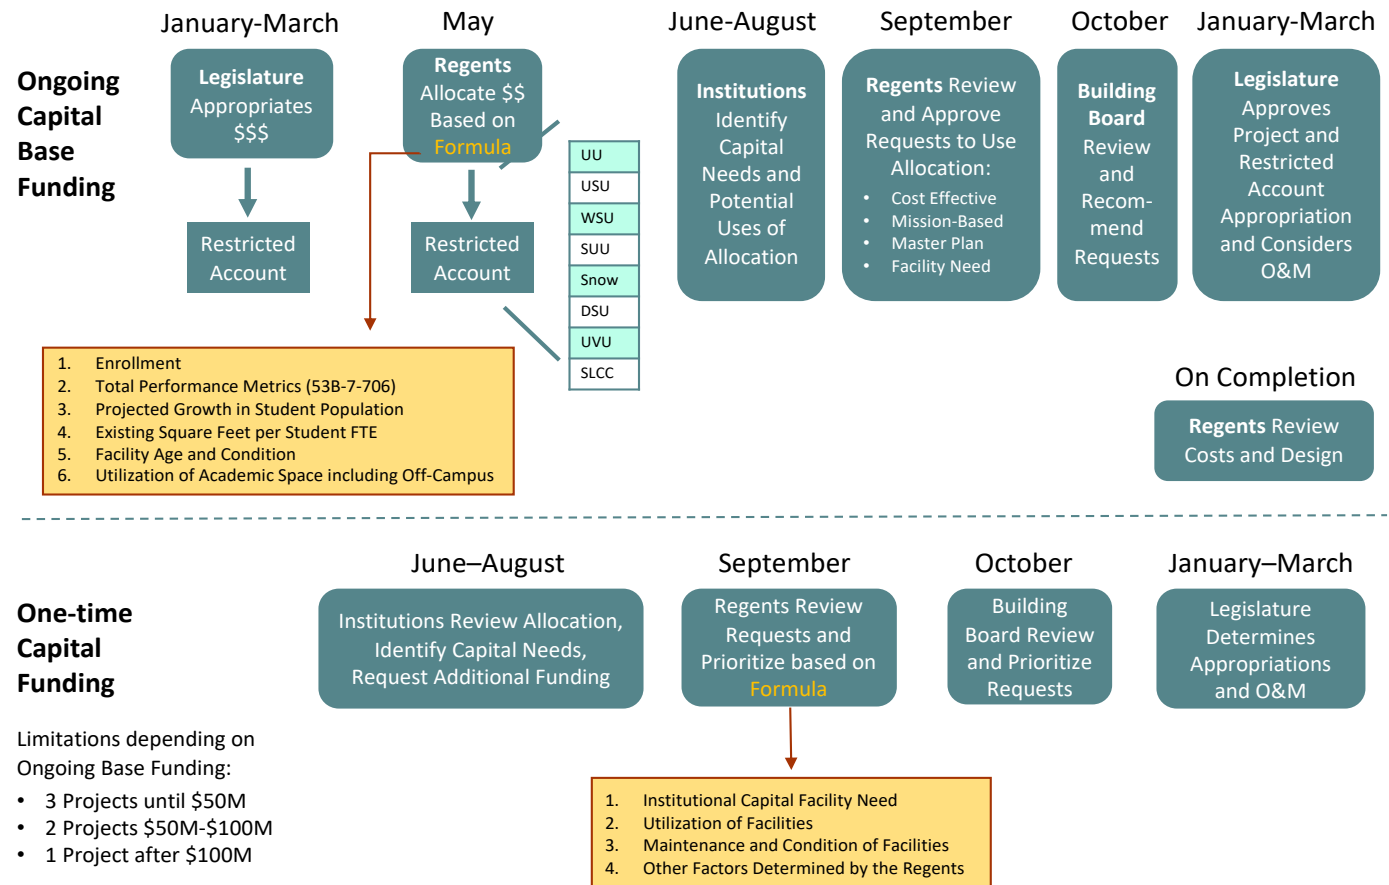 January-March
May
June-August
September
October
January-March
Ongoing
Capital
Base
Funding
Legislature
Appropriates
$$$
Restricted
Account
Regents
Allocate $$
Based on
Formula
Restricted
Account
UU
USU
WSU
SUU
Snow
DSU
UVU
SLCC
Institutions
Identify
Capital
Needs and
Potential
Uses of
Allocation
Regents Review
and Approve
Requests to Use
Allocation:
• Cost Effective
• Mission-Based
• Master Plan
• Facility Need
Building
Board
Review
and
Recom-
mend
Requests
Legislature
Approves
Project and
Restricted
Account
Appropriation
and Considers
O&M
1. Enrollment
2. Total Performance Metrics (53B-7-706)
3. Projected Growth in Student Population
4. Existing Square Feet per Student FTE
5. Facility Age and Condition
6. Utilization of Academic Space including Off-Campus
On Completion
Regents Review
Costs and Design
June–August
September
October
January–March
One-time
Capital
Funding
Institutions Review Allocation,
Identify Capital Needs,
Request Additional Funding
Regents Review
Requests and
Prioritize based on
Formula
Building
Board Review
and Prioritize
Requests
Legislature
Determines
Appropriations
and O&M
Limitations depending on
Ongoing Base Funding:
• 3 Projects until $50M
• 2 Projects $50M-$100M
• 1 Project after $100M
1. Institutional Capital Facility Need
2. Utilization of Facilities
3. Maintenance and Condition of Facilities
4. Other Factors Determined by the Regents